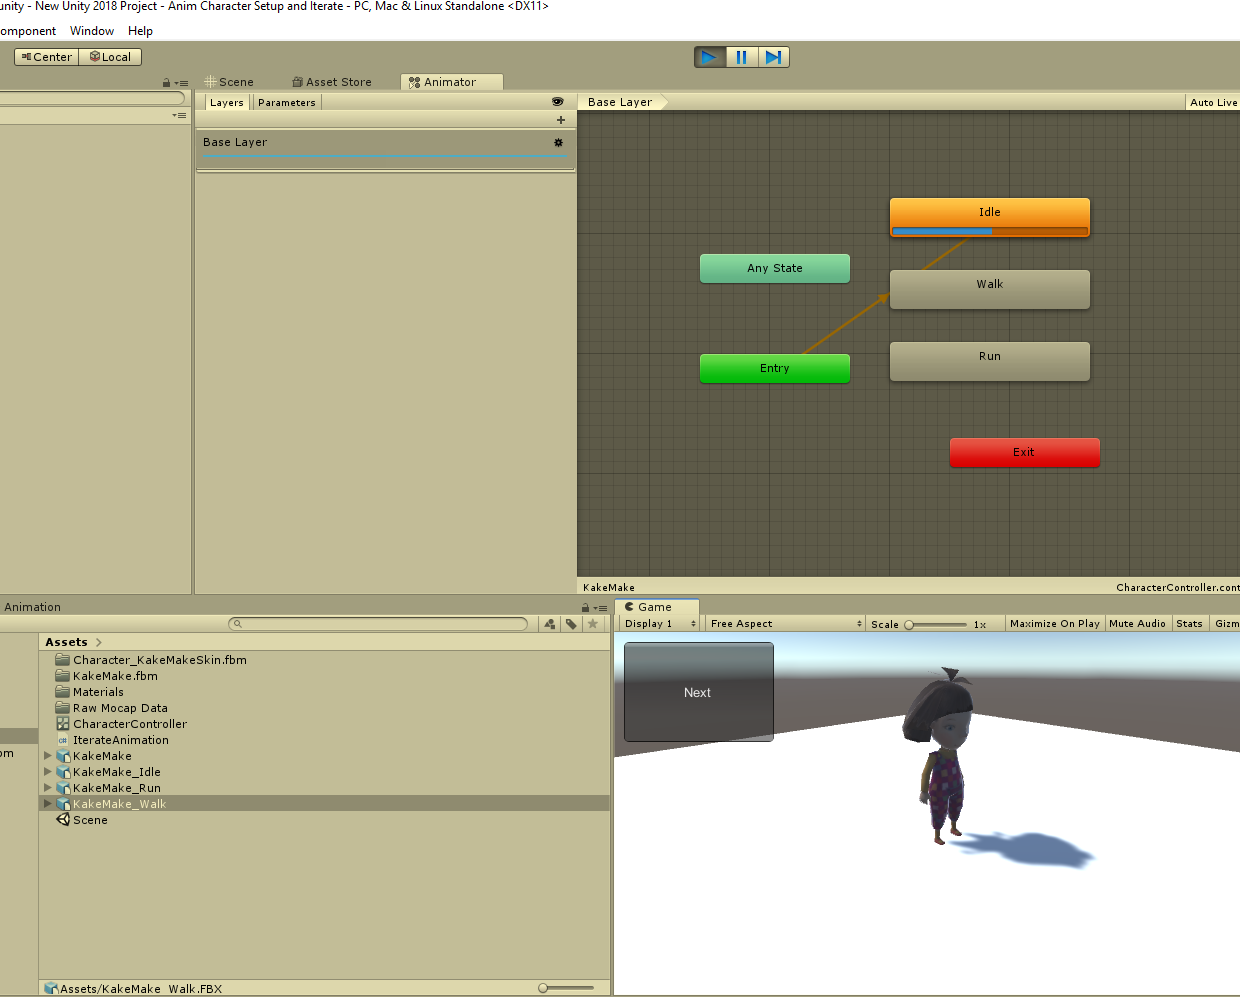 unity - New Unity 2018 Project - Anim Character Setup and Iterate - PC, Mac & Linux Standalone <DX11>
omponent Window Help
Center Local
Scene Asset Store Animator
Layers Parameters Base Layer Auto Live
Base Layer
Idle
Any State
Walk
Run
Entry
Exit
KakeMake CharacterController.cont
Animation Game
Display 1 Free Aspect Scale 1x Maximize On Play Mute Audio Stats Gizm
Assets
Character_KakeMakeSkin.fbm
KakeMake.fbm
Materials
Next
Raw Mocap Data
CharacterController
IterateAnimation
om
KakeMake
KakeMake_Idle
KakeMake_Run
KakeMake_Walk
Scene
Assets/KakeMake_Walk.FBX